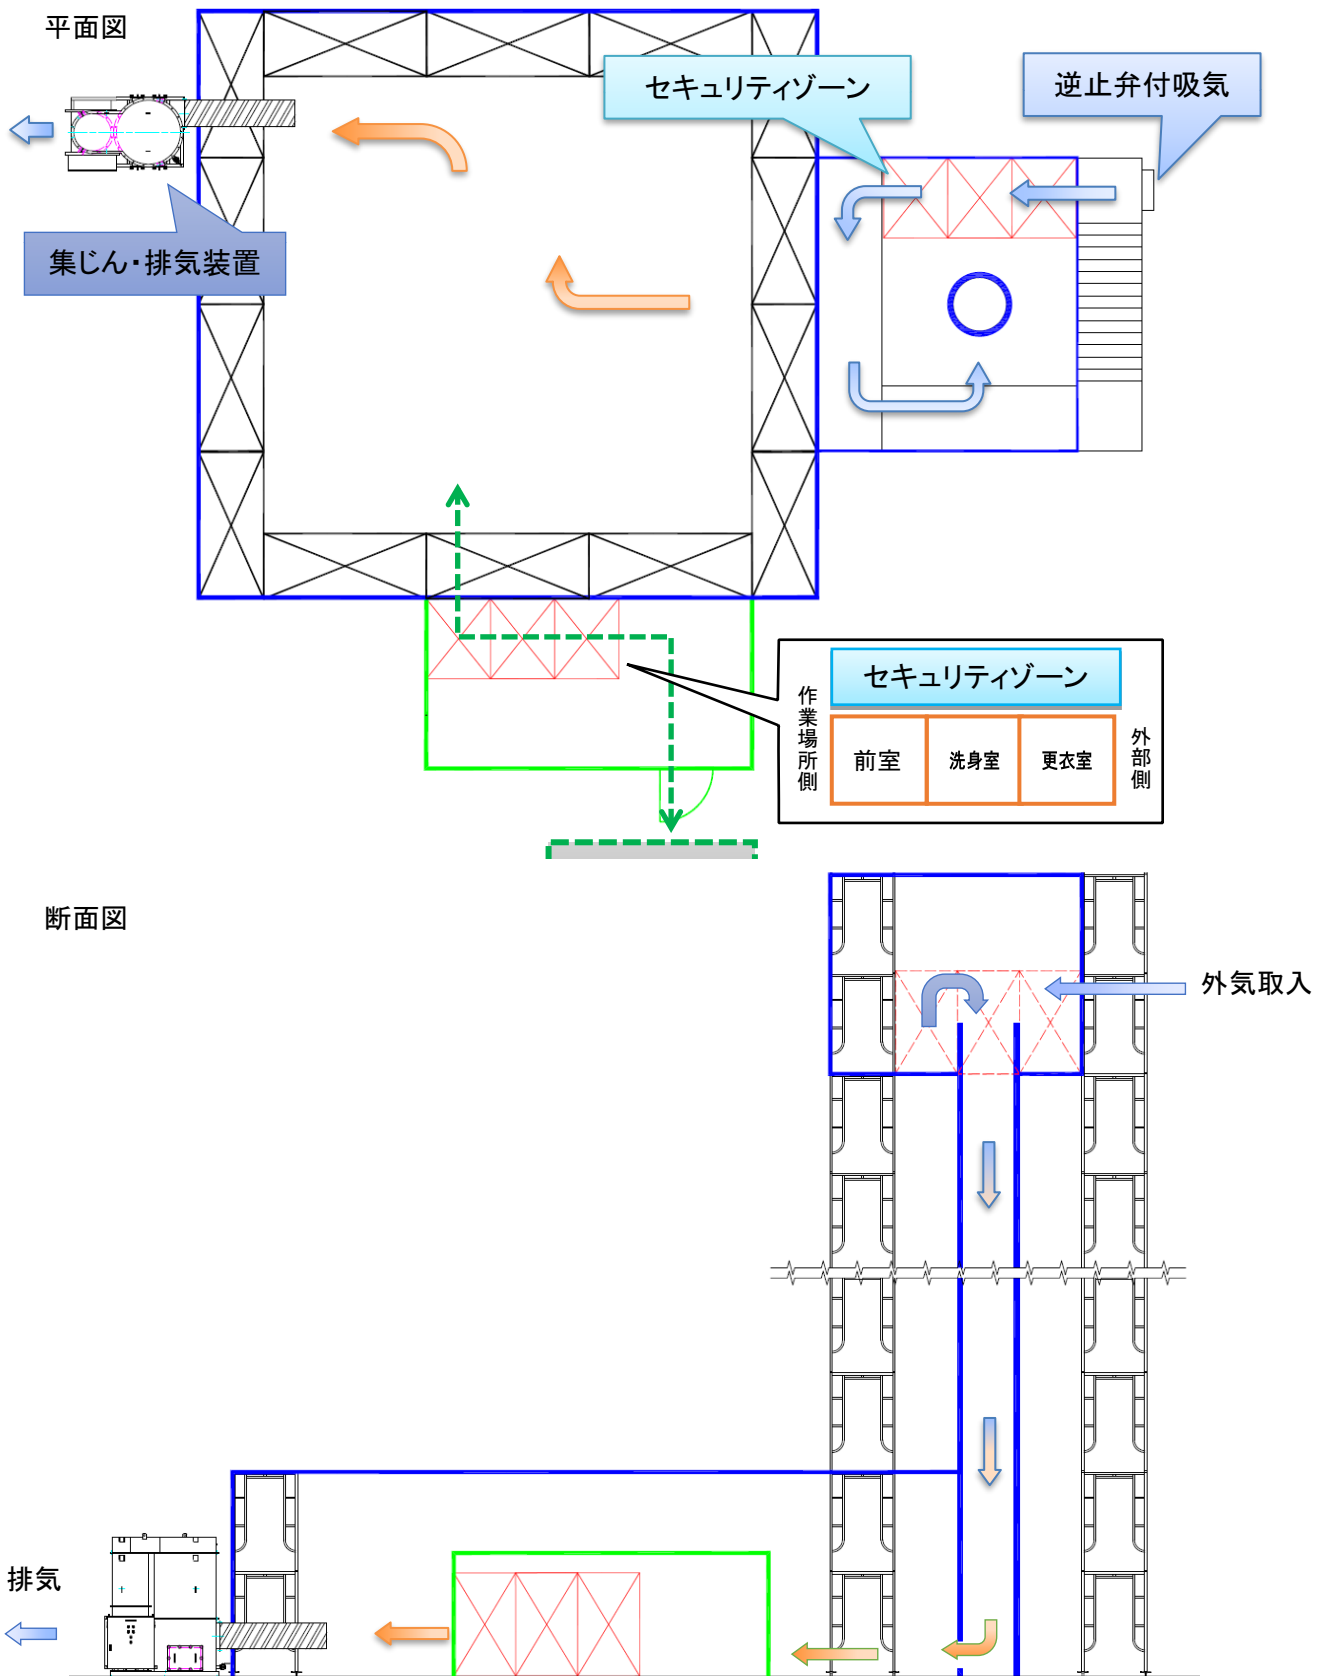 平面図
セキュリティゾーン
逆止弁付吸気
集じん・排気装置
セキュリティゾーン
作業場所側
前室
洗身室
更衣室
外部側
断面図
外気取入
排気